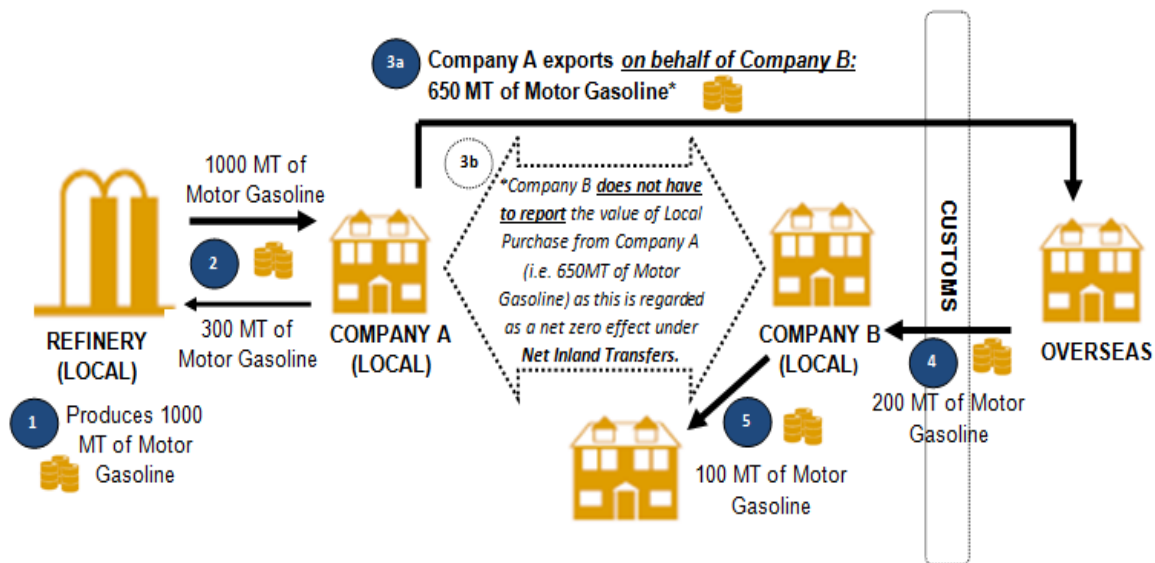 3a
Company A exports on behalf of Company B:
650 MT of Motor Gasoline*
1000 MT of
Motor Gasoline
2
300 MT of
Motor Gasoline
REFINERY
(LOCAL)
1
Produces 1000
MT of Motor
Gasoline
COMPANY A
(LOCAL)
3b
*Company B does not have
to report the value of Local
Purchase from Company A
(i.e. 650MT of Motor
Gasoline) as this is regarded
as a net zero effect under
Net Inland Transfers.
COMPANY B
(LOCAL)
CUSTOMS
OVERSEAS
4
200 MT of Motor
Gasoline
5
100 MT of Motor
Gasoline